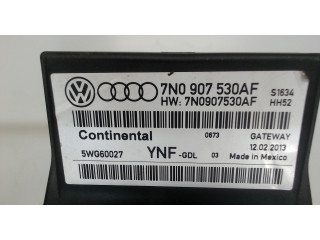 7N0 907 530AF S1634
HW: 7N0907530AF HH52
Continental 0873 GATEWAY
12.02.2013
5WG60027 YNF-GDL 03 Made in Mexico